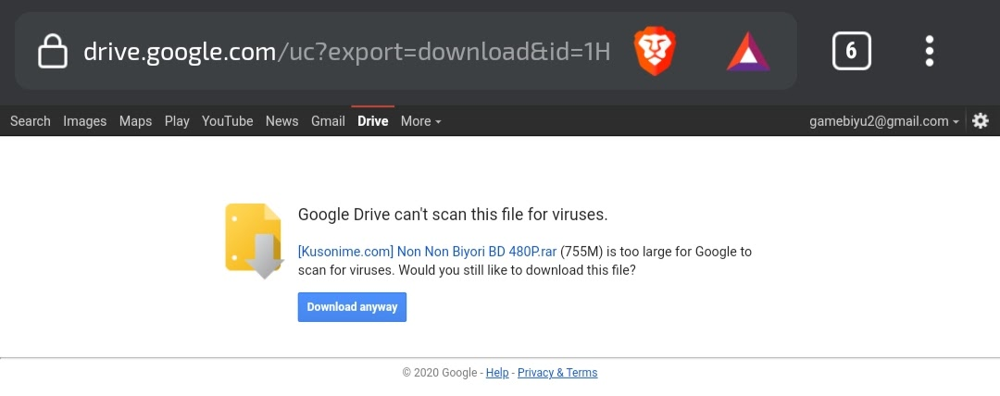 drive.google.com/uc?export=download&id=1H
6
Search Images Maps Play YouTube News Gmail Drive More gamebiyu2@gmail.com
Google Drive can't scan this file for viruses.
[Kusonime.com] Non Non Biyori BD 480P.rar (755M) is too large for Google to
scan for viruses. Would you still like to download this file?
Download anyway
© 2020 Google - Help - Privacy & Terms